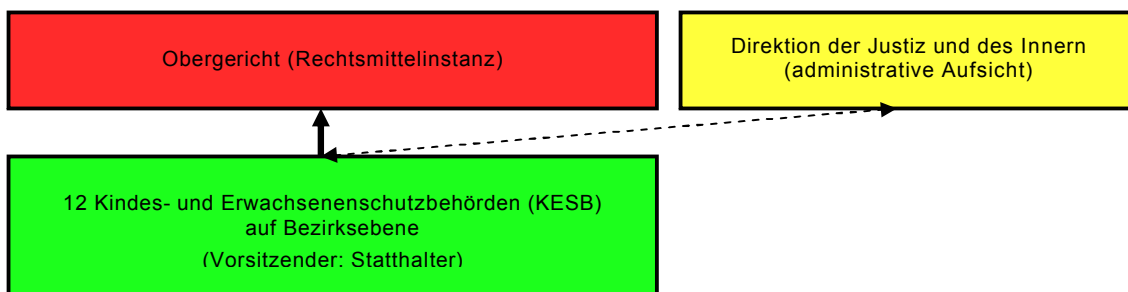 Obergericht (Rechtsmittelinstanz)
Direktion der Justiz und des Innern
(administrative Aufsicht)
12 Kindes- und Erwachsenenschutzbehörden (KESB)
auf Bezirksebene
(Vorsitzender: Statthalter)